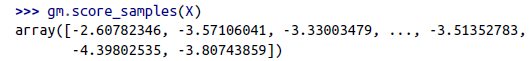 >>> gm.score_samples(X)
array([-2.60782346, -3.57106041, -3.33003479, ..., -3.51352783,
       -4.39802535, -3.80743859])